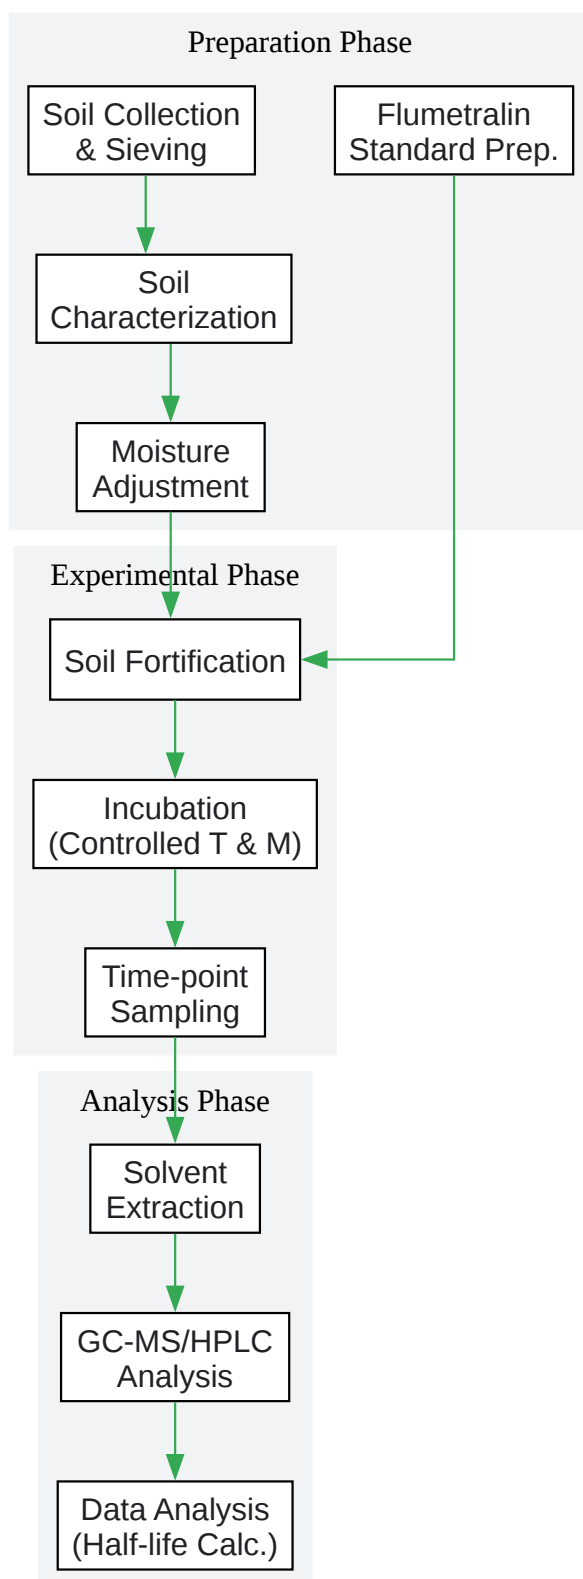 Preparation Phase
Soil Collection
& Sieving
Flumetralin
Standard Prep.
Soil
Characterization
Moisture
Adjustment
Experimental Phase
Soil Fortification
Incubation
(Controlled T & M)
Time-point
Sampling
Analysis Phase
Solvent
Extraction
GC-MS/HPLC
Analysis
Data Analysis
(Half-life Calc.)